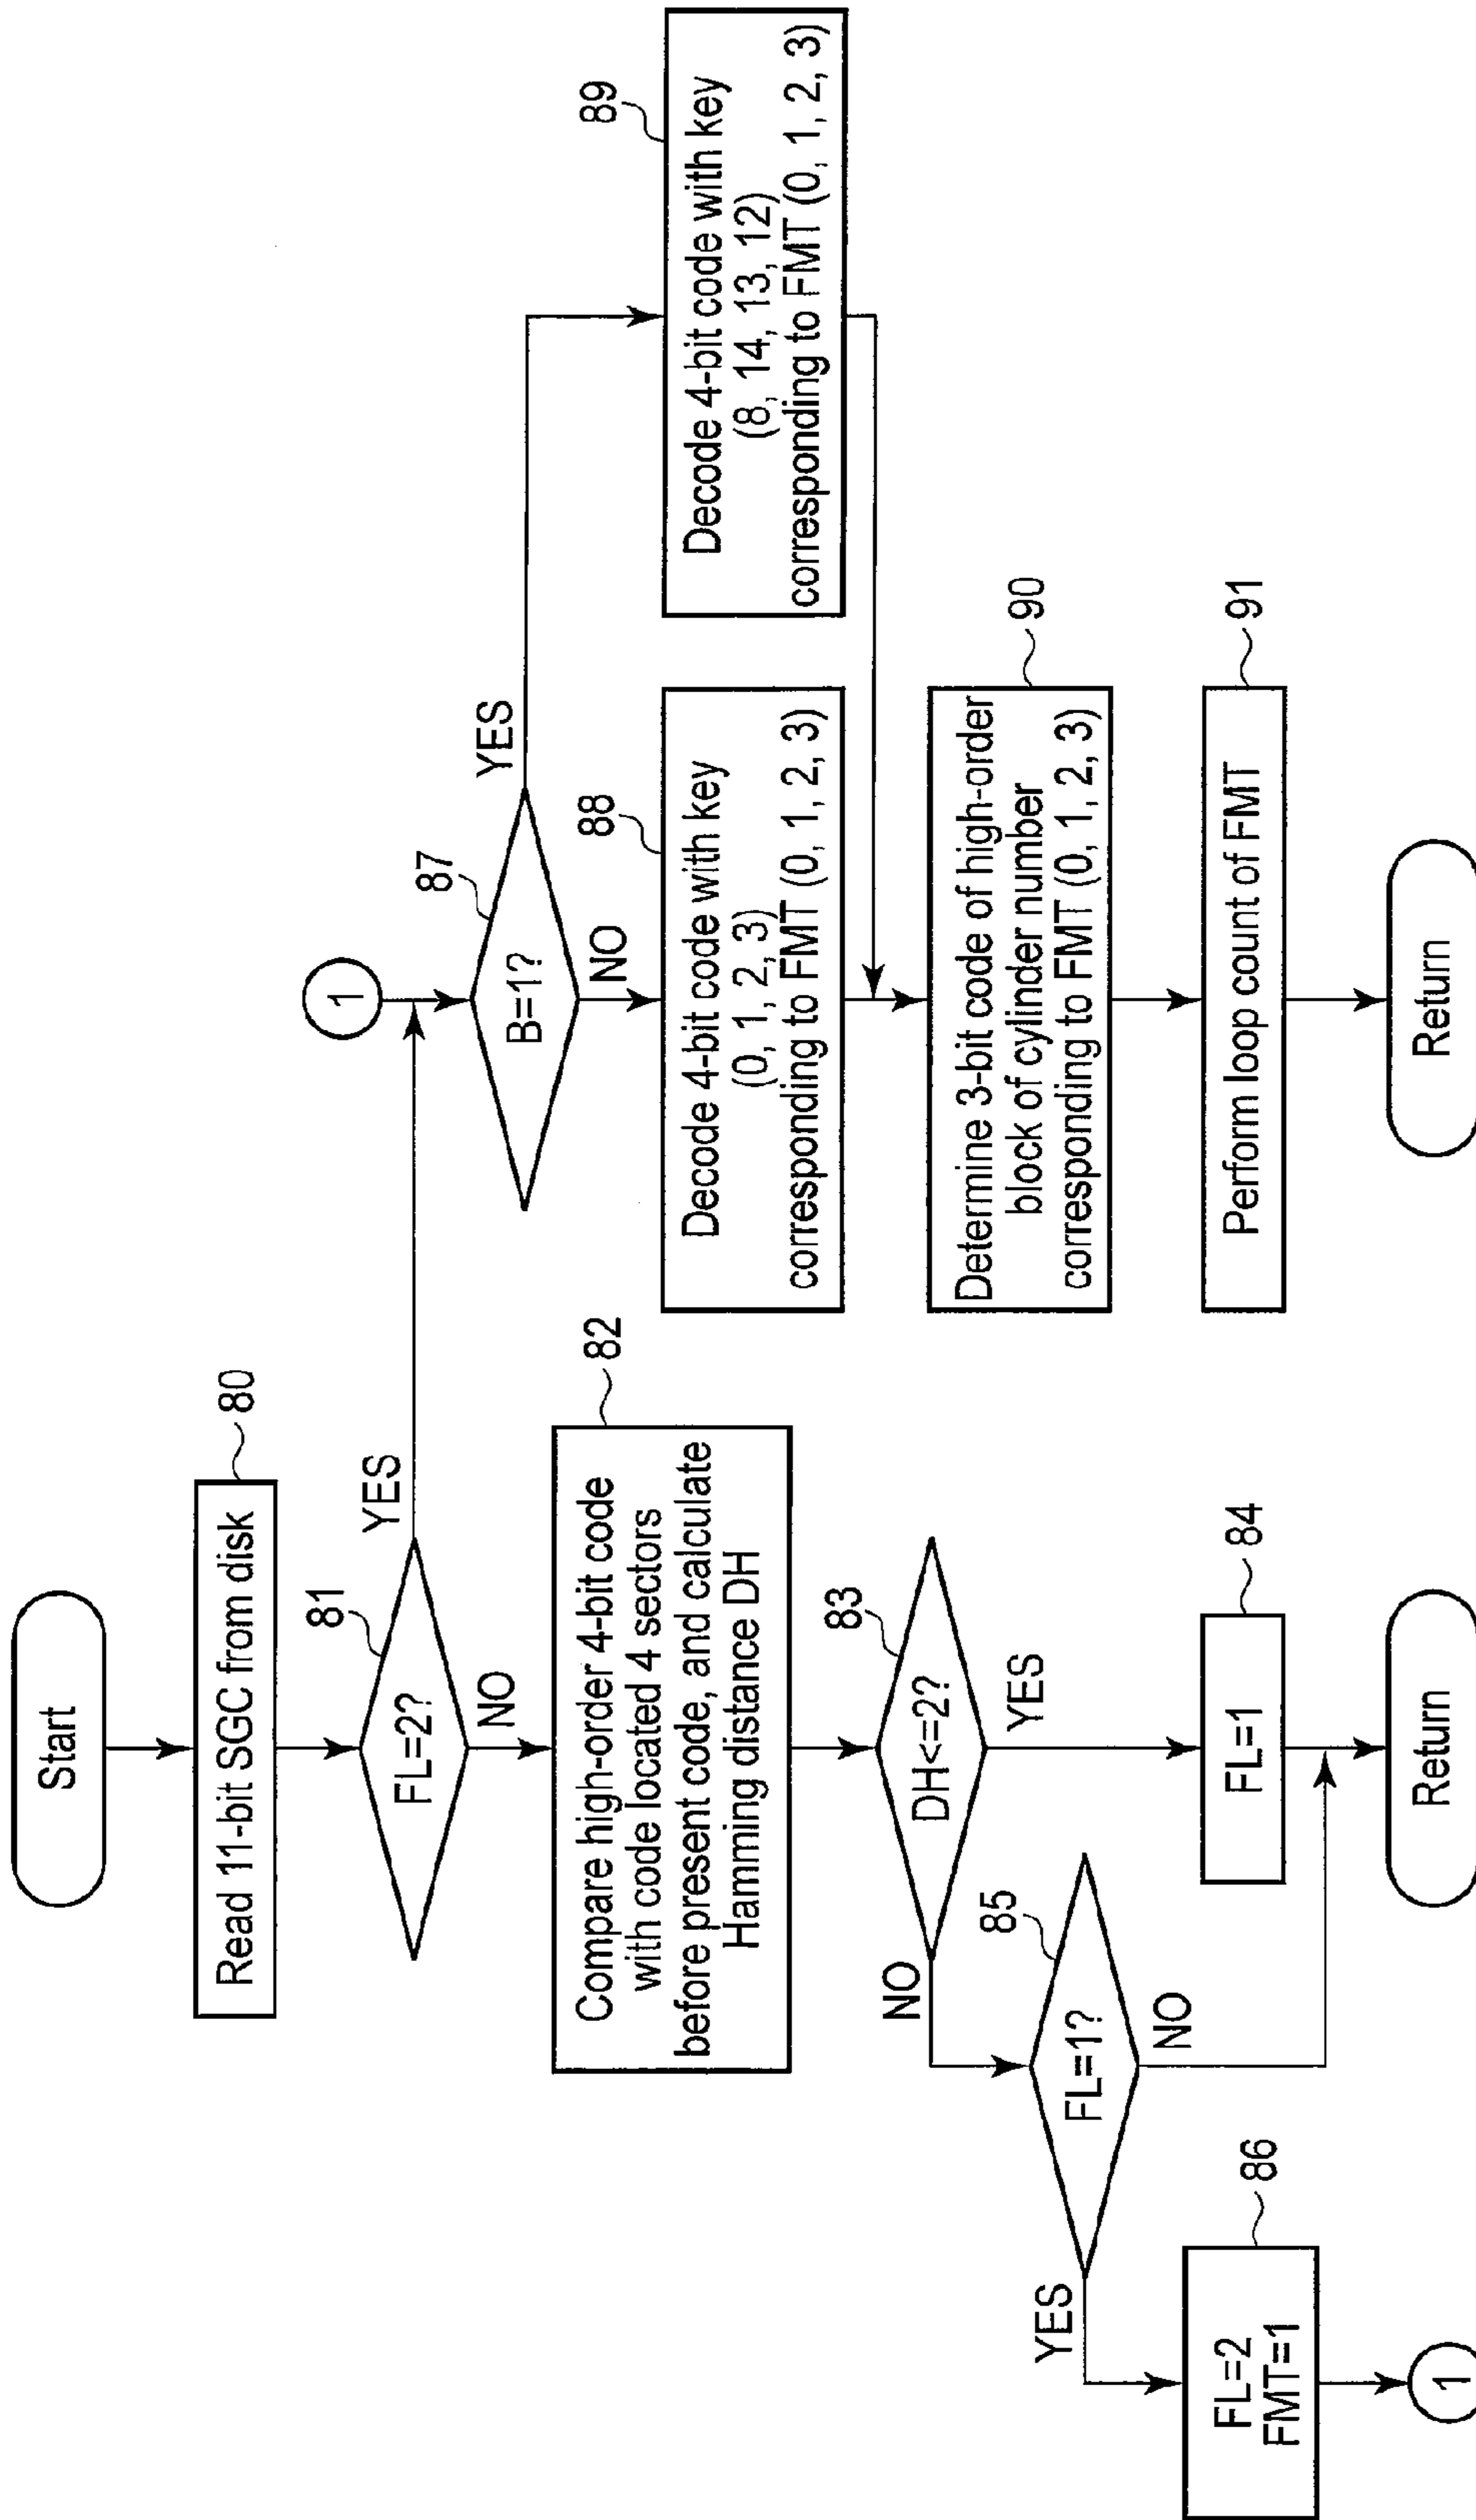 Start
Read 11-bit SGC from disk
80
FL=2?
81
YES
NO
Compare high-order 4-bit code
with code located 4 sectors
before present code, and calculate
Hamming distance DH
82
DH<=2?
83
NO
YES
FL=1?
85
YES
NO
FL=1
84
FL=2
FMT=1
86
1
Return
1
B=1?
87
YES
NO
Decode 4-bit code with key
(0, 1, 2, 3)
corresponding to FMT (0, 1, 2, 3)
88
Decode 4-bit code with key
(8, 14, 13, 12)
corresponding to FMT (0, 1, 2, 3)
89
Determine 3-bit code of high-order
block of cylinder number
corresponding to FMT (0, 1, 2, 3)
90
Perform loop count of FMT
91
Return